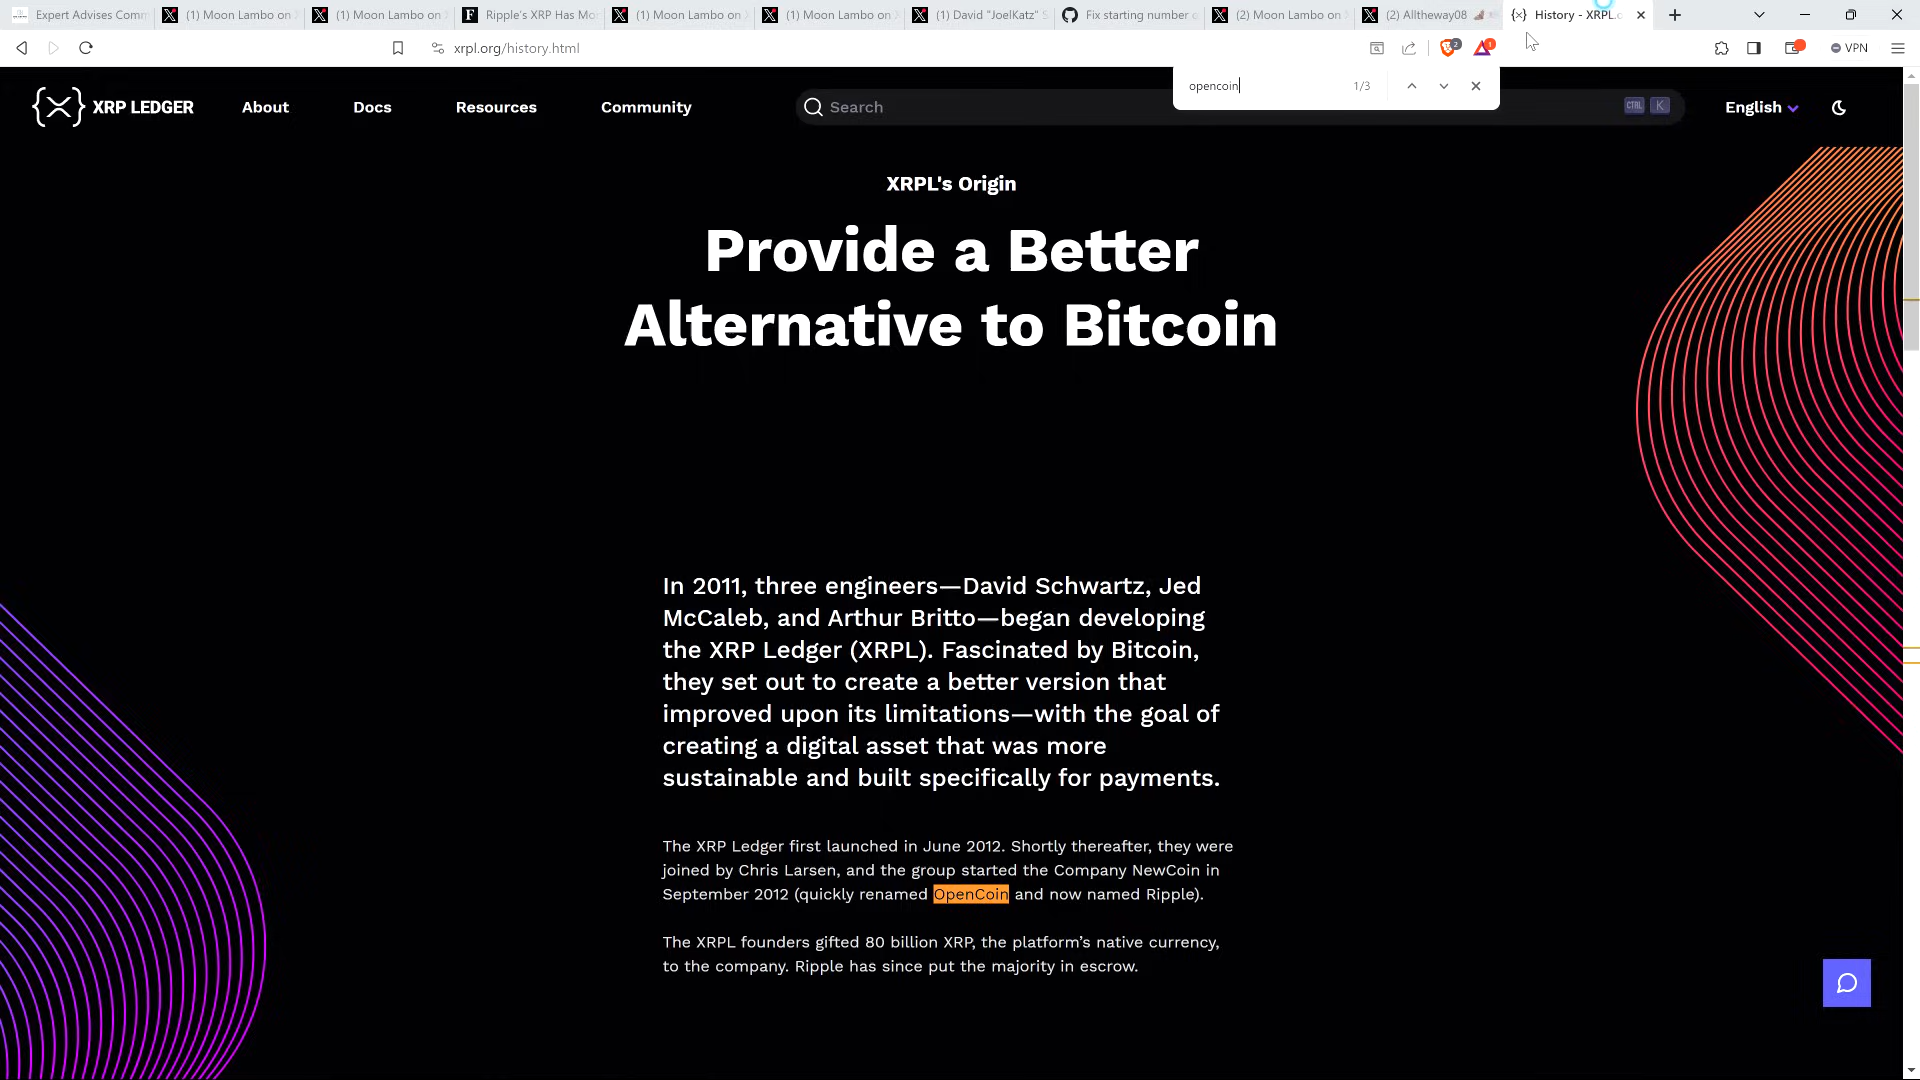 Expert Advises Comm
(1) Moon Lambo on X
(1) Moon Lambo on X
Ripple's XRP Has Mo
(1) Moon Lambo on X
(1) Moon Lambo on X
(1) David "JoelKatz" S
Fix starting number o
(2) Moon Lambo on X
(2) Alltheway08
History - XRPL.o
xrpl.org/history.html
2
1
VPN
opencoin
1/3
XRP LEDGER
About
Docs
Resources
Community
Search
CTRL K
English
XRPL's Origin
Provide a Better
Alternative to Bitcoin
In 2011, three engineers—David Schwartz, Jed
McCaleb, and Arthur Britto—began developing
the XRP Ledger (XRPL). Fascinated by Bitcoin,
they set out to create a better version that
improved upon its limitations—with the goal of
creating a digital asset that was more
sustainable and built specifically for payments.
The XRP Ledger first launched in June 2012. Shortly thereafter, they were
joined by Chris Larsen, and the group started the Company NewCoin in
September 2012 (quickly renamed OpenCoin and now named Ripple).
The XRPL founders gifted 80 billion XRP, the platform’s native currency,
to the company. Ripple has since put the majority in escrow.